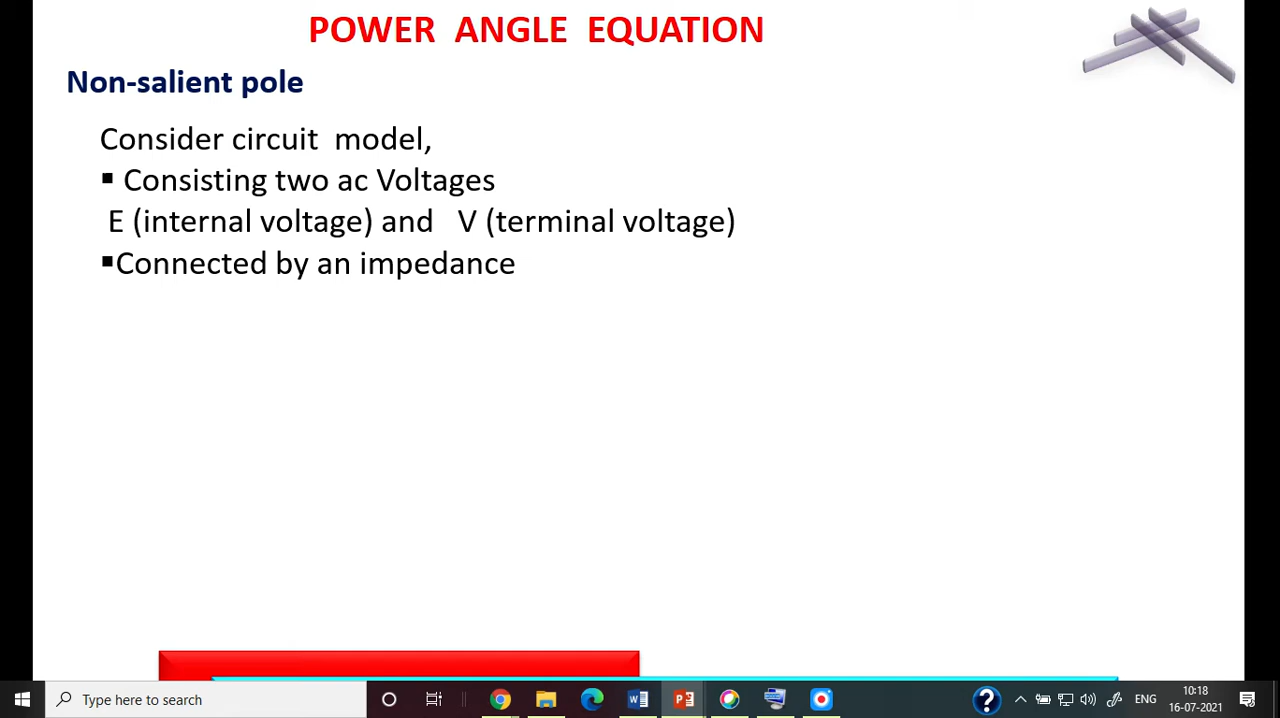 POWER ANGLE EQUATION
Non-salient pole
Consider circuit model,
▪ Consisting two ac Voltages
E (internal voltage) and V (terminal voltage)
▪Connected by an impedance
Type here to search
ENG
10:18
16-07-2021